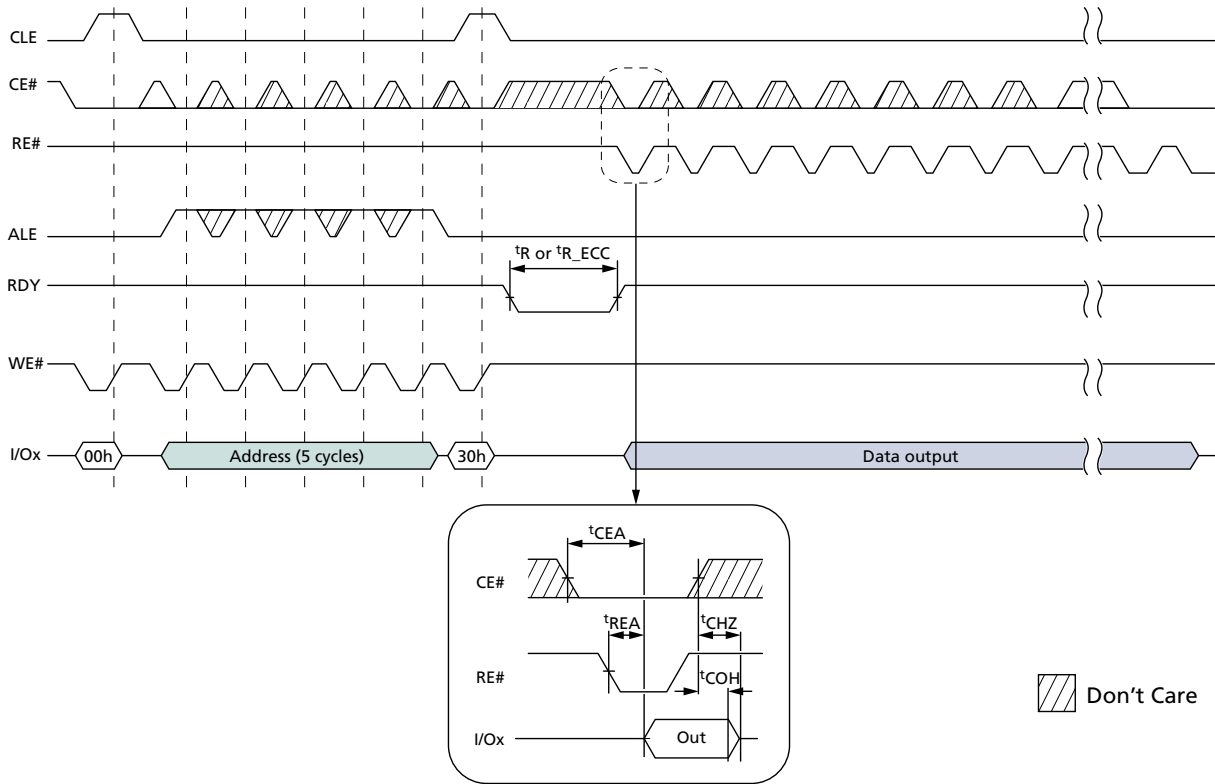 CLE
CE#
RE#
ALE
tR or tR_ECC
RDY
WE#
I/Ox 00h Address (5 cycles) 30h Data output
tCEA
CE#
tREA tCHZ
RE#
tCOH
Don't Care
I/Ox Out